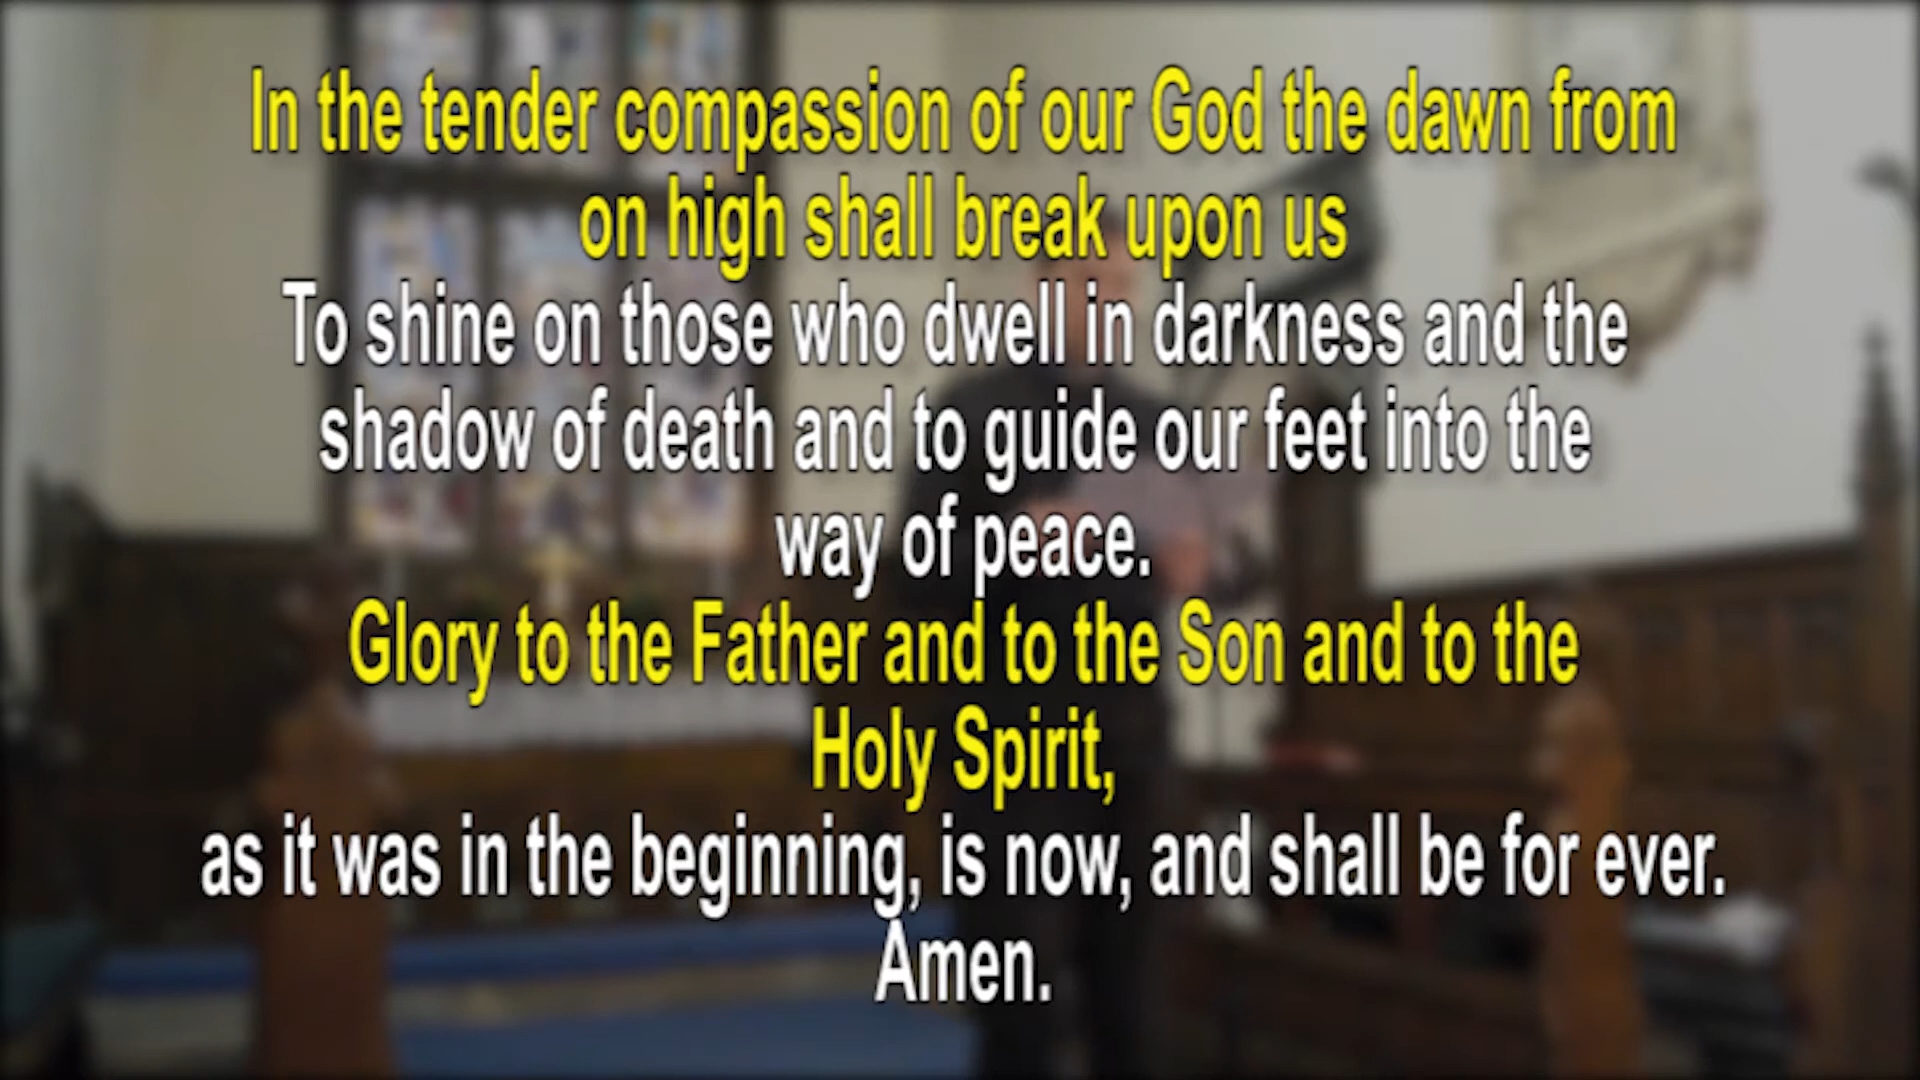 In the tender compassion of our God the dawn from
on high shall break upon us
To shine on those who dwell in darkness and the
shadow of death and to guide our feet into the
way of peace.
Glory to the Father and to the Son and to the
Holy Spirit,
as it was in the beginning, is now, and shall be for ever.
Amen.